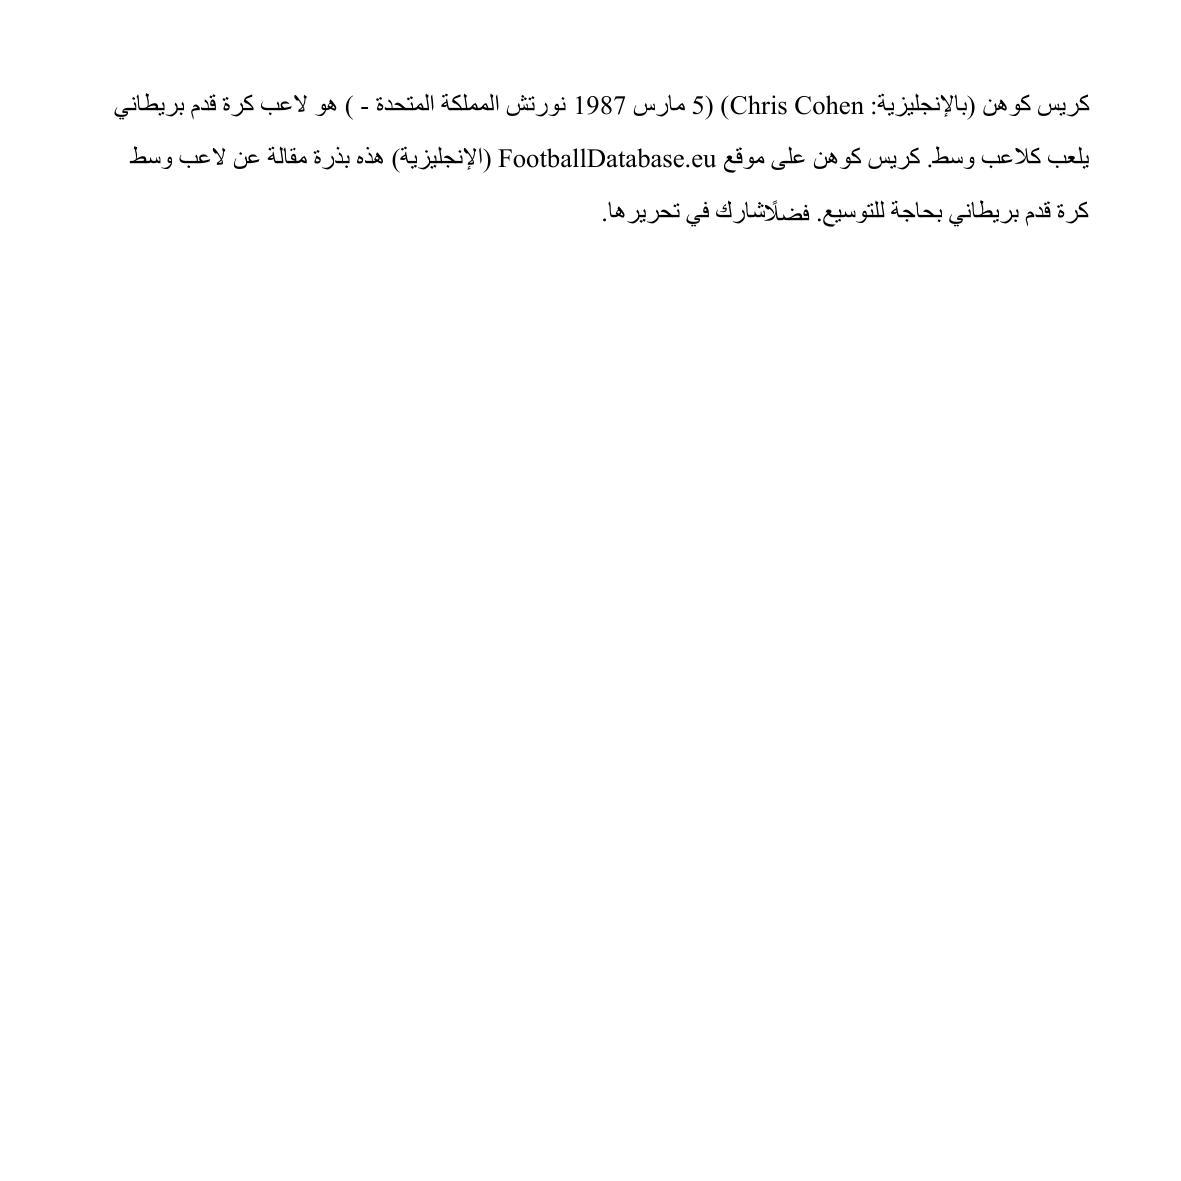 كريس كوهن (بالإنجليزية: Chris Cohen) (5 مارس 1987 نورتش المملكة المتحدة - ) هو لاعب كرة قدم بريطاني
يلعب كلاعب وسط. كريس كوهن على موقع FootballDatabase.eu (الإنجليزية) هذه بذرة مقالة عن لاعب وسط
كرة قدم بريطاني بحاجة للتوسيع. فضلًاشارك في تحريرها.